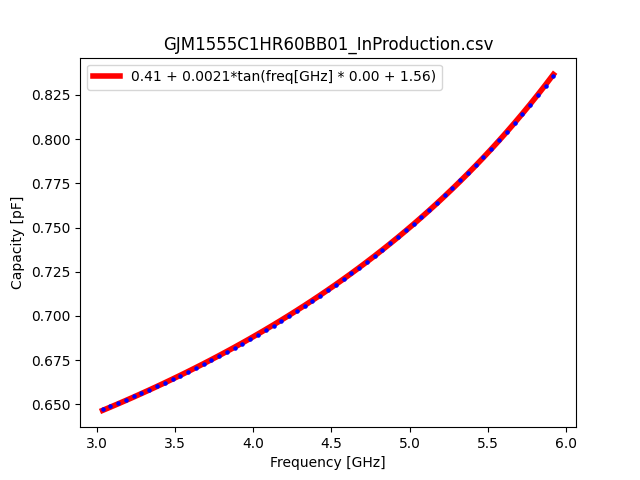 GJM1555C1HR60BB01_InProduction.csv
0.41 + 0.0021*tan(freq[GHz] * 0.00 + 1.56)
0.825
0.800
0.775
0.750
0.725
0.700
0.675
0.650
Capacity [pF]
3.0 3.5 4.0 4.5 5.0 5.5 6.0
Frequency [GHz]